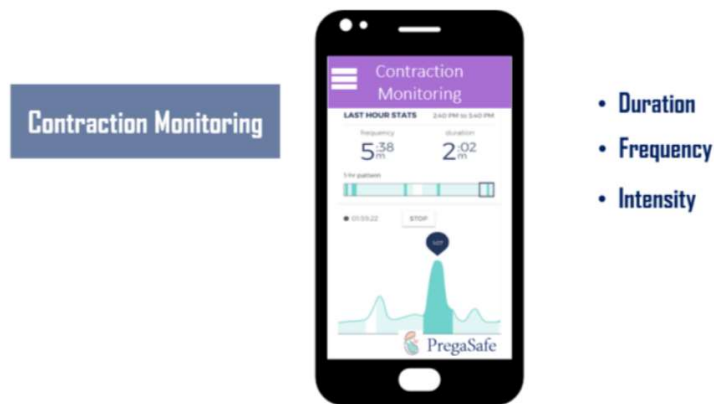 Contraction Monitoring
Contraction
Monitoring
LAST HOUR STATS 2:40 PM to 3:40 PM
frequency duration
5:38 m 2:02 m
1-hr pattern
STOP
PregaSafe
• Duration
• Frequency
• Intensity